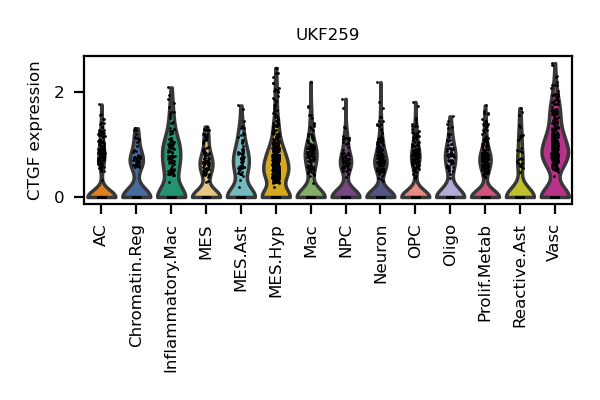 UKF259
CTGF expression
2
0
AC
Chromatin.Reg
Inflammatory.Mac
MES
MES.Ast
MES.Hyp
Mac
NPC
Neuron
OPC
Oligo
Prolif.Metab
Reactive.Ast
Vasc